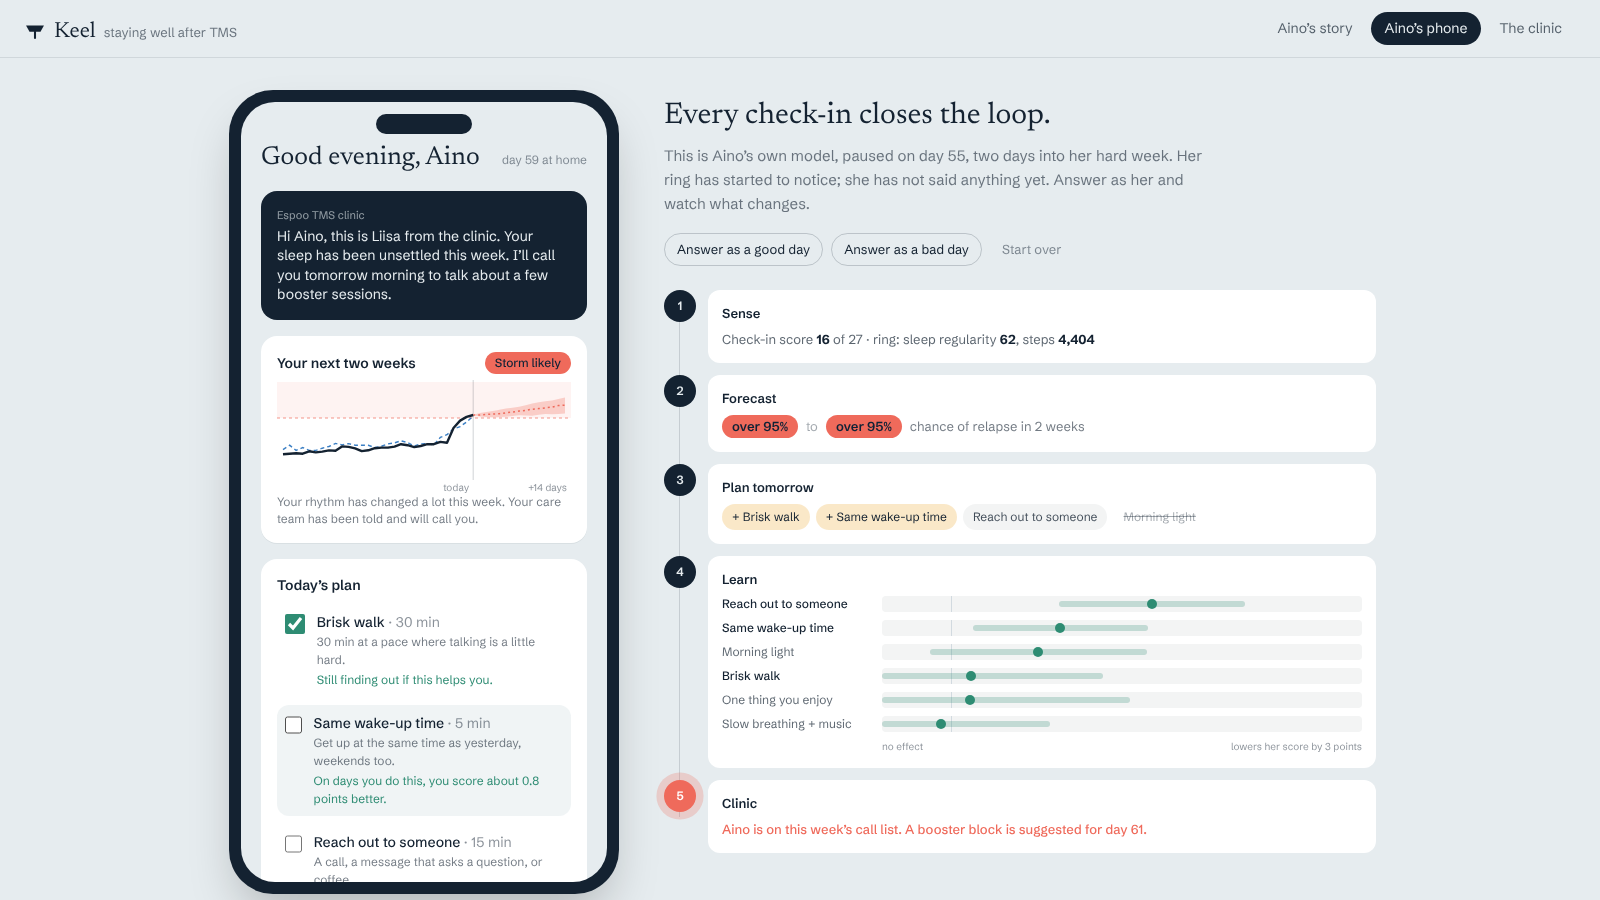 Keel staying well after TMS
Aino's story
Aino's phone
The clinic
Good evening, Aino
day 59 at home
Espoo TMS clinic
Hi Aino, this is Liisa from the clinic. Your
sleep has been unsettled this week. I'll call
you tomorrow morning to talk about a few
booster sessions.
Your next two weeks
Storm likely
today
+14 days
Your rhythm has changed a lot this week. Your care
team has been told and will call you.
Today's plan
Brisk walk · 30 min
30 min at a pace where talking is a little
hard.
Still finding out if this helps you.
Same wake-up time · 5 min
Get up at the same time as yesterday,
weekends too.
On days you do this, you score about 0.8
points better.
Reach out to someone · 15 min
A call, a message that asks a question, or
coffee
Every check-in closes the loop.
This is Aino's own model, paused on day 55, two days into her hard week. Her
ring has started to notice; she has not said anything yet. Answer as her and
watch what changes.
Answer as a good day
Answer as a bad day
Start over
1
Sense
Check-in score 16 of 27 · ring: sleep regularity 62, steps 4,404
2
Forecast
over 95% to over 95% chance of relapse in 2 weeks
3
Plan tomorrow
+ Brisk walk
+ Same wake-up time
Reach out to someone
Morning light
4
Learn
Reach out to someone
Same wake-up time
Morning light
Brisk walk
One thing you enjoy
Slow breathing + music
no effect
lowers her score by 3 points
5
Clinic
Aino is on this week's call list. A booster block is suggested for day 61.